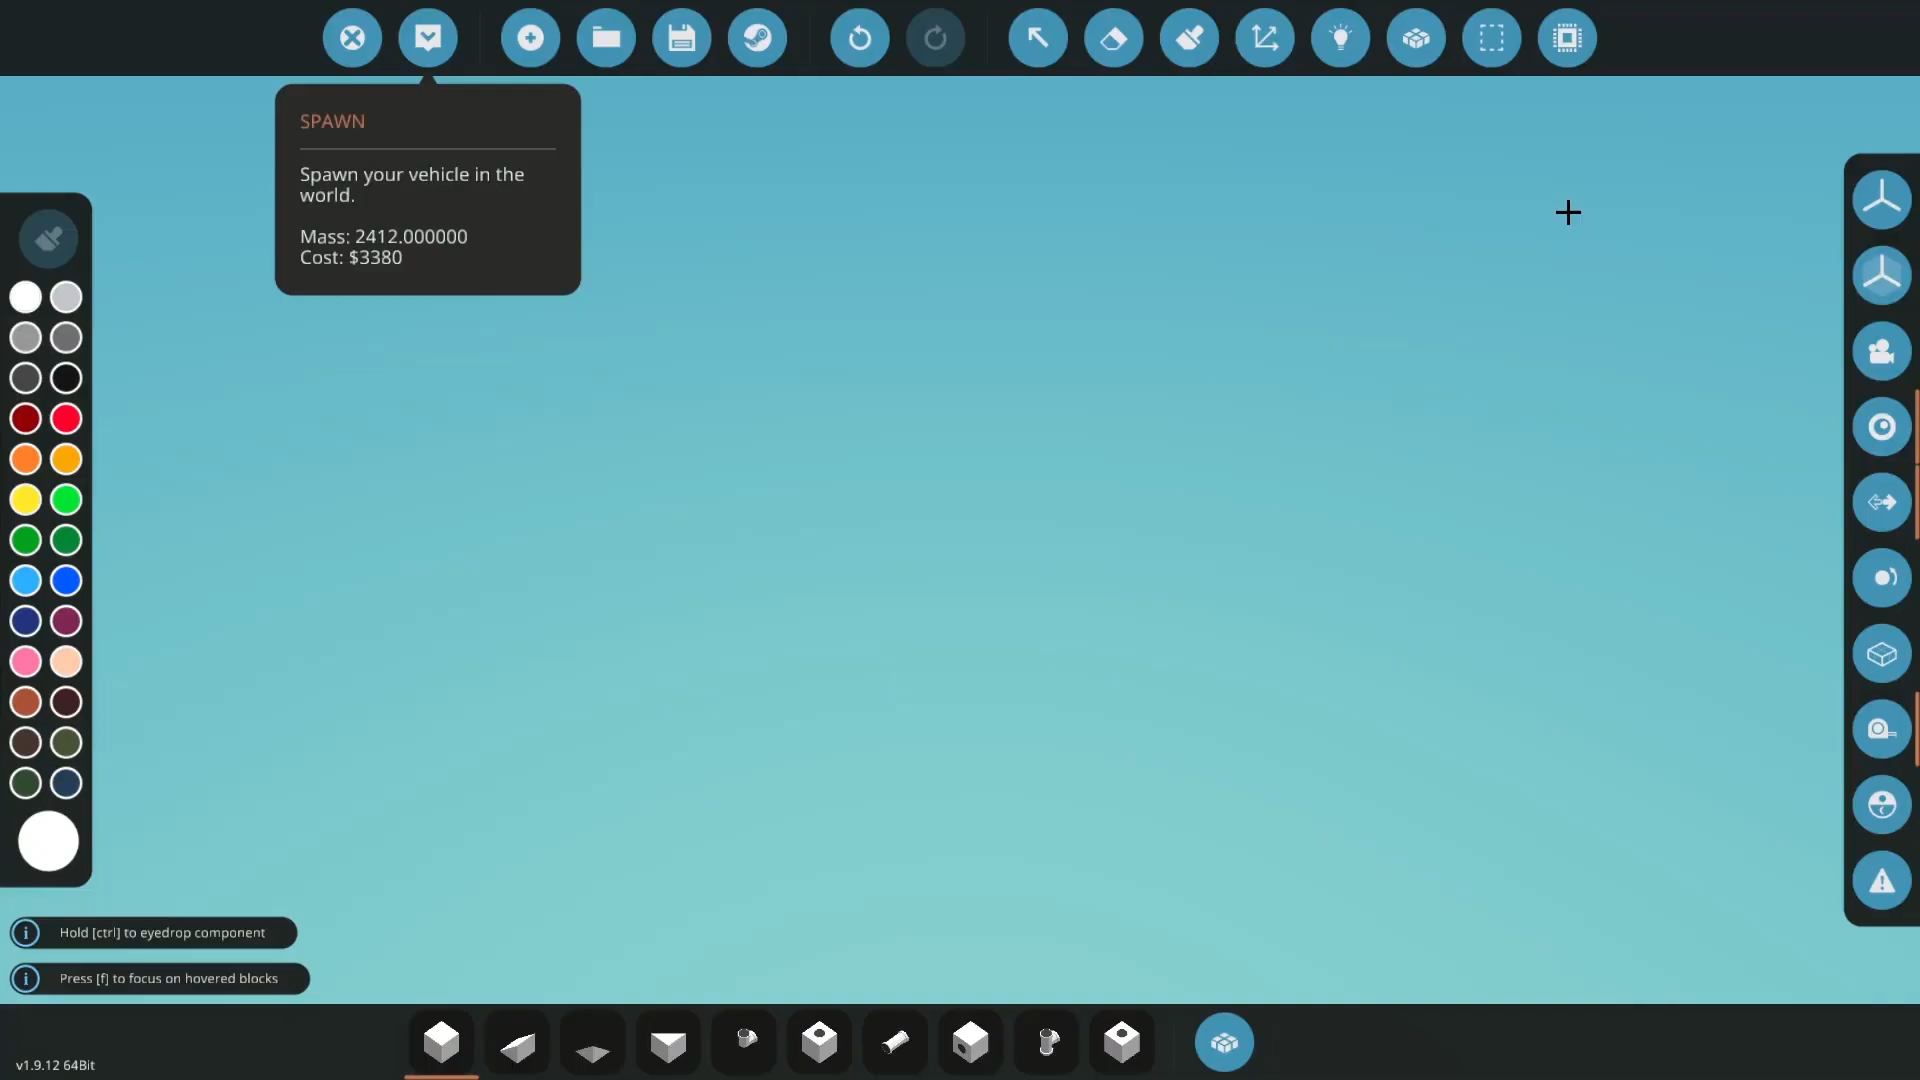 SPAWN
Spawn your vehicle in the
world.
Mass: 2412.000000
Cost: $3380
Hold [ctrl] to eyedrop component
Press [f] to focus on hovered blocks
v1.9.12 64Bit